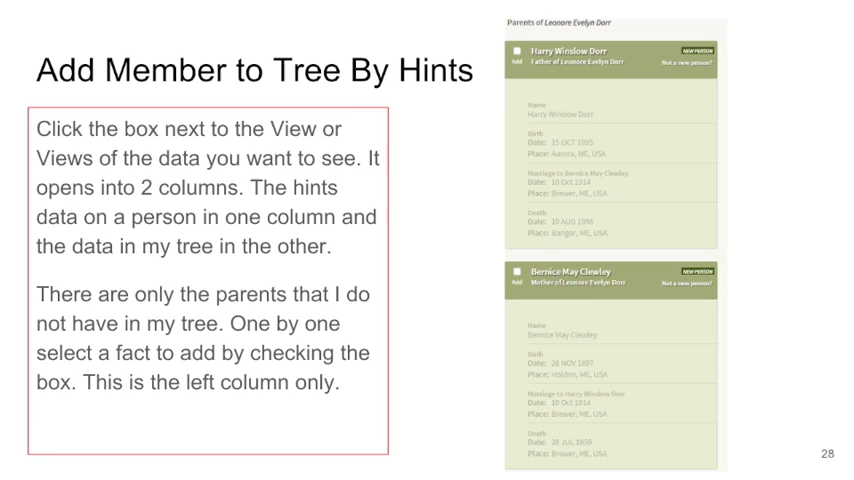 Add Member to Tree By Hints
Click the box next to the View or
Views of the data you want to see. It
opens into 2 columns. The hints
data on a person in one column and
the data in my tree in the other.
There are only the parents that I do
not have in my tree. One by one
select a fact to add by checking the
box. This is the left column only.
Parents of Leonore Evelyn Dorr
Harry Winslow Dorr NEW PERSON
Add Father of Leonore Evelyn Dorr Not a new person?
Name
Harry Winslow Dorr
Birth
Date: 15 OCT 1895
Place: Aurora, ME, USA
Marriage to Bernice May Clewley
Date: 10 Oct 1914
Place: Brewer, ME, USA
Death
Date: 10 AUG 1956
Place: Bangor, ME, USA
Bernice May Clewley NEW PERSON
Add Mother of Leonore Evelyn Dorr Not a new person?
Name
Bernice May Clewley
Birth
Date: 28 NOV 1897
Place: Holden, ME, USA
Marriage to Harry Winslow Dorr
Date: 10 Oct 1914
Place: Brewer, ME, USA
Death
Date: 28 JUL 1959
Place: Brewer, ME, USA
28